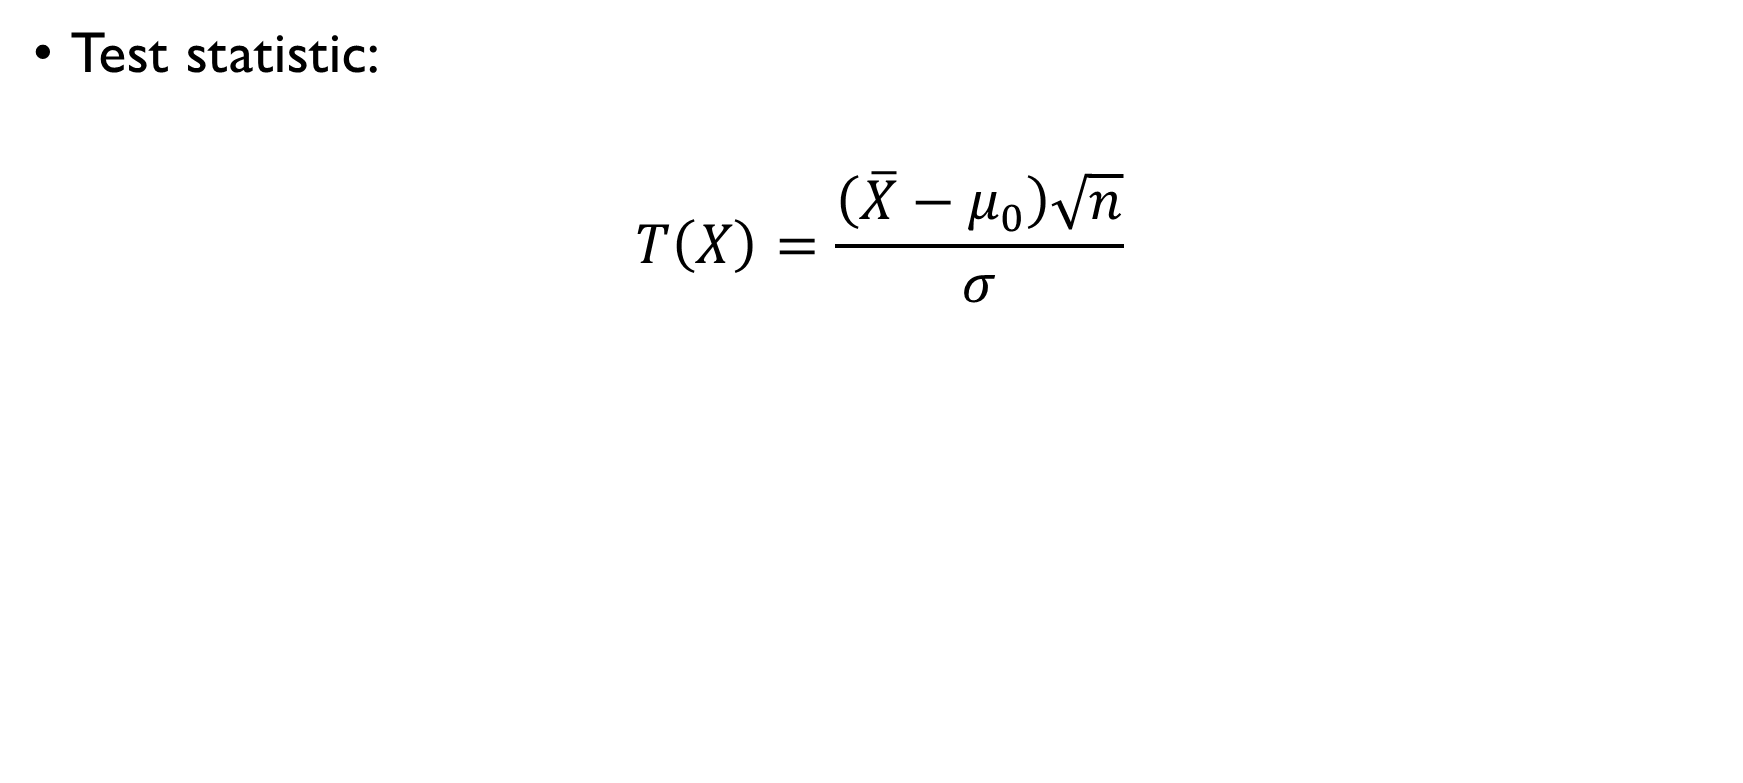 • Test statistic:
T(X) = (X̄ − μ₀)√n / σ